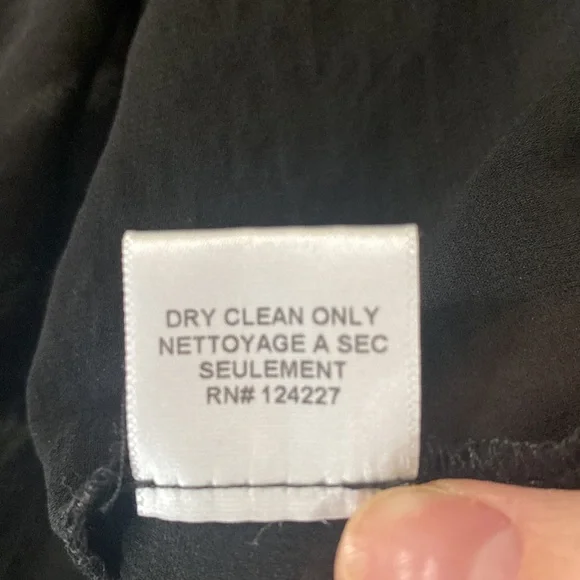 DRY CLEAN ONLY
NETTOYAGE A SEC
SEULEMENT
RN# 124227